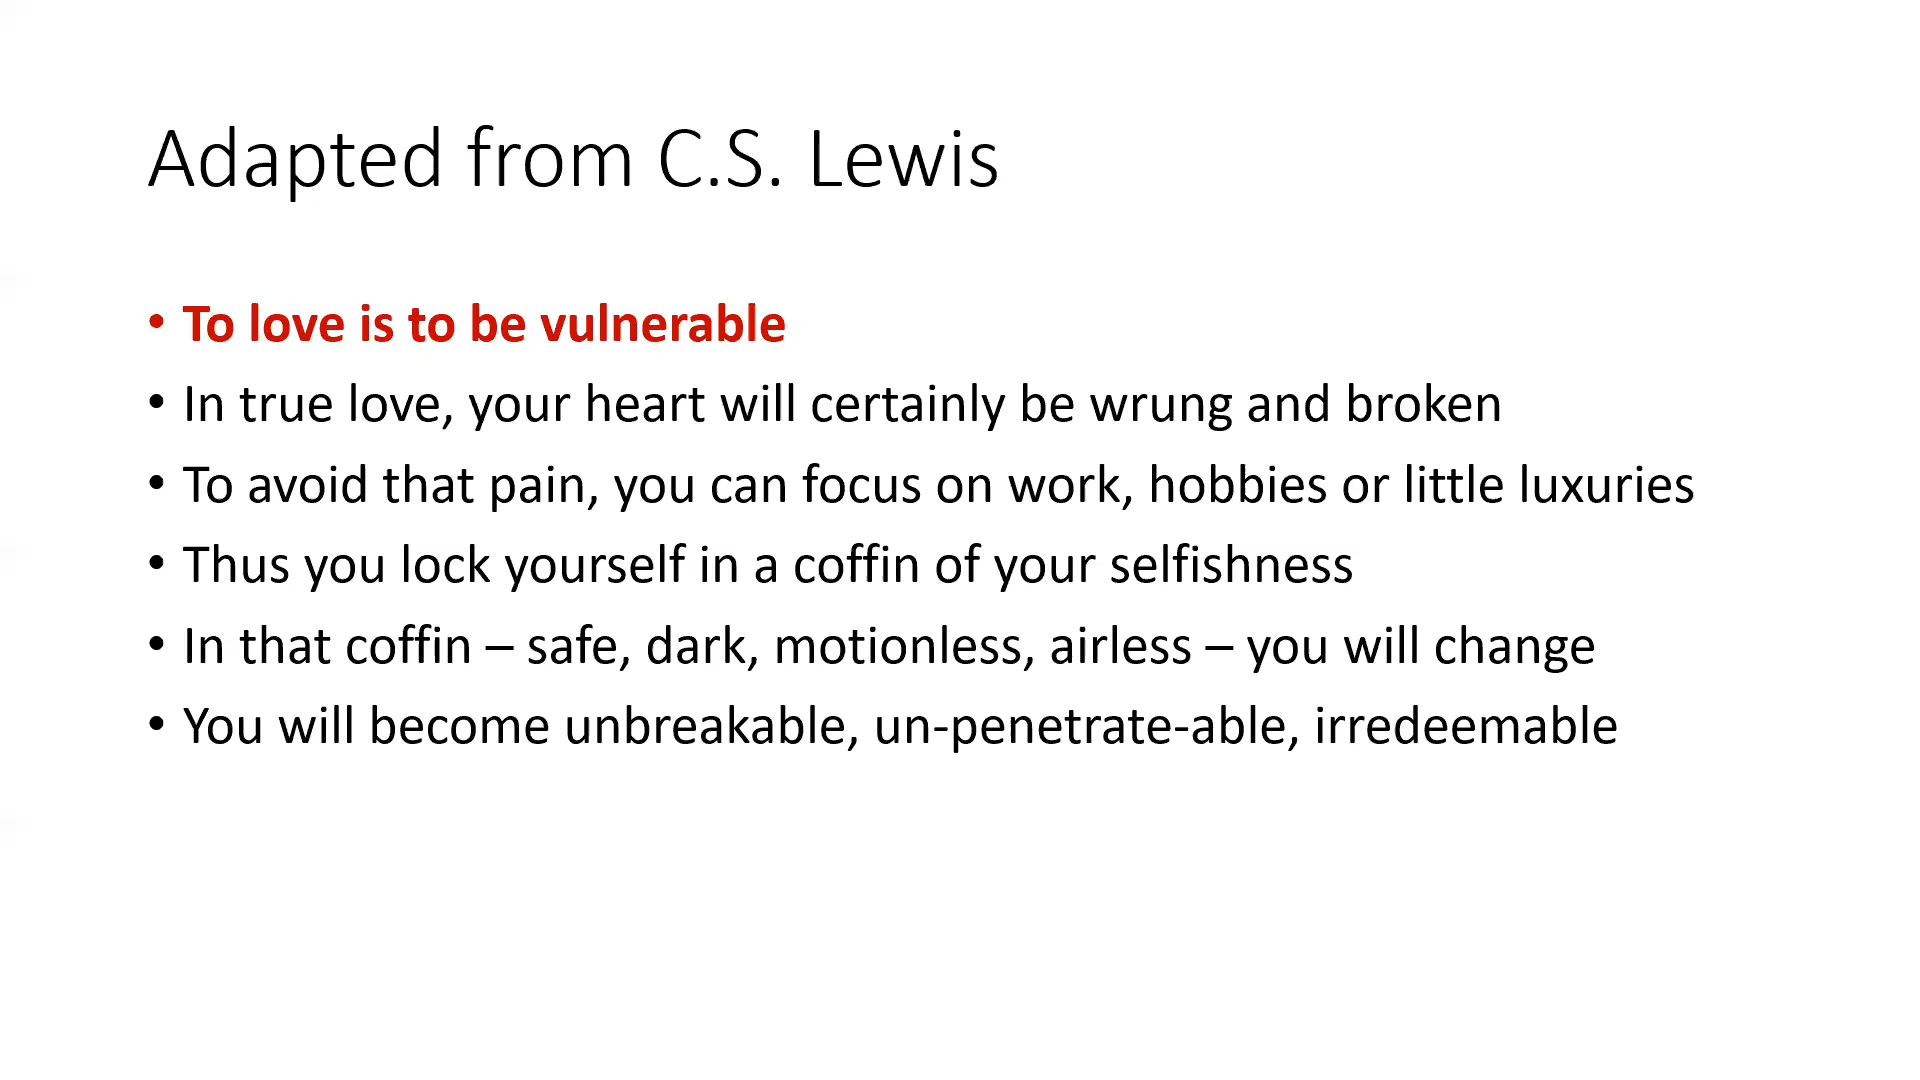 Adapted from C.S. Lewis
• To love is to be vulnerable
• In true love, your heart will certainly be wrung and broken
• To avoid that pain, you can focus on work, hobbies or little luxuries
• Thus you lock yourself in a coffin of your selfishness
• In that coffin – safe, dark, motionless, airless – you will change
• You will become unbreakable, un-penetrate-able, irredeemable